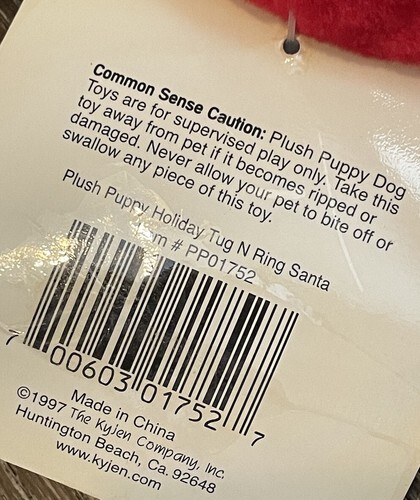 Common Sense Caution: Plush Puppy Dog
Toys are for supervised play only. Take this
toy away from pet if it becomes ripped or
damaged. Never allow your pet to bite off or
swallow any piece of this toy.
Plush Puppy Holiday Tug N Ring Santa
# PP01752
7 00603 01752 7
Made in China
©1997 The Kyjen Company, Inc.
Huntington Beach, Ca. 92648
www.kyjen.com